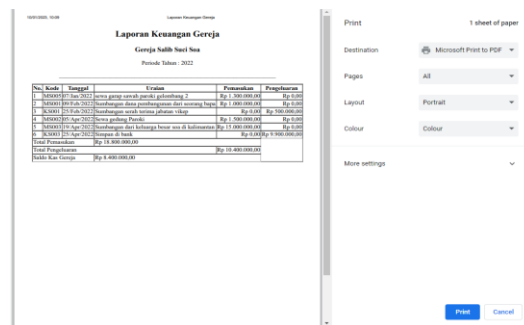 Laporan Keuangan Gereja
Laporan Keuangan Gereja
Gereja Salib Suci Soa
Periode Tahun : 2022
No. Kode Tanggal Uraian Pemasukan Pengeluaran
1 MS005 07/Jan/2022 sewa garap sawah paroki gelombang 2 Rp 1.300.000,00 Rp 0,00
2 MS001 09/Feb/2022 Sumbangan dana pembangunan dari seorang bapa Rp 1.000.000,00 Rp 0,00
3 KS001 25/Feb/2022 Sumbangan serah terima jabatan vikep Rp 0,00 Rp 500.000,00
4 MS002 05/Apr/2022 Sewa gedung Paroki Rp 1.500.000,00 Rp 0,00
5 MS003 19/Apr/2022 Sumbangan dari keluarga besar soa di kalimantan Rp 15.000.000,00 Rp 0,00
6 KS003 25/Apr/2022 Simpan di bank Rp 0,00 Rp 9.900.000,00
Total Pemasukan Rp 18.800.000,00
Total Pengeluaran Rp 10.400.000,00
Saldo Kas Gereja Rp 8.400.000,00
Print 1 sheet of paper
Destination Microsoft Print to PDF
Pages All
Layout Portrait
Colour Colour
More settings
Print Cancel